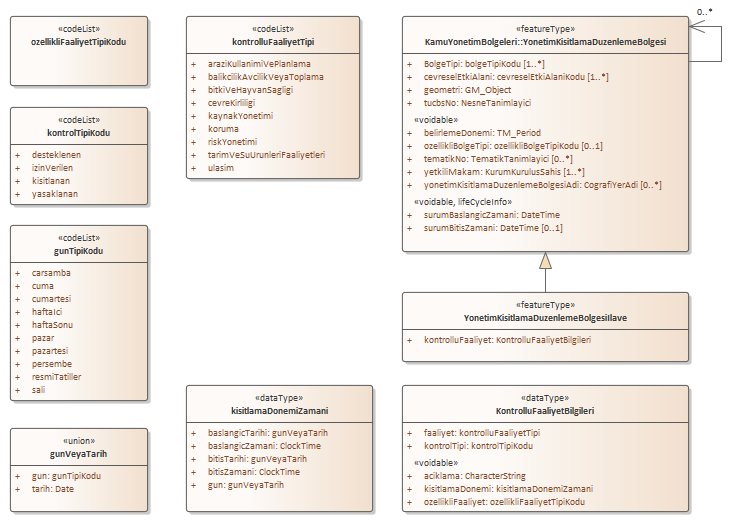 «codeList»
ozellikliFaaliyetTipiKodu
«codeList»
kontrolTipiKodu
+ desteklenen
+ izinVerilen
+ kisitlanan
+ yasaklanan
«codeList»
gunTipiKodu
+ carsamba
+ cuma
+ cumartesi
+ haftaIci
+ haftaSonu
+ pazar
+ pazartesi
+ persembe
+ resmiTatiller
+ sali
«union»
gunVeyaTarih
+ gun: gunTipiKodu
+ tarih: Date
«codeList»
kontrolluFaaliyetTipi
+ araziKullanimiVePlanlama
+ balikcilikAvcilikVeyaToplama
+ bitkiVeHayvanSagligi
+ cevreKirliligi
+ kaynakYonetimi
+ koruma
+ riskYonetimi
+ tarimVeSuUrunleriFaaliyetleri
+ ulasim
«dataType»
kisitlamaDonemiZamani
+ baslangicTarihi: gunVeyaTarih
+ baslangicZamani: ClockTime
+ bitisTarihi: gunVeyaTarih
+ bitisZamani: ClockTime
+ gun: gunVeyaTarih
0..*
«featureType»
KamuYonetimBolgeleri::YonetimKisitlamaDuzenlemeBolgesi
+ BolgeTipi: bolgeTipiKodu [1..*]
+ cevreselEtkiAlani: cevreselEtkiAlaniKodu [1..*]
+ geometri: GM_Object
+ tucbsNo: NesneTanimlayici
«voidable»
+ belirlemeDonemi: TM_Period
+ ozellikliBolgeTipi: ozellikliBolgeTipiKodu [0..1]
+ tematikNo: TematikTanimlayici [0..*]
+ yetkiliMakam: KurumKurulusSahis [1..*]
+ yonetimKisitlamaDuzenlemeBolgesiAdi: CografiYerAdi [0..*]
«voidable, lifeCycleInfo»
+ surumBaslangicZamani: DateTime
+ surumBitisZamani: DateTime [0..1]
«featureType»
YonetimKisitlamaDuzenlemeBolgesiIlave
+ kontrolluFaaliyet: KontrolluFaaliyetBilgileri
«dataType»
KontrolluFaaliyetBilgileri
+ faaliyet: kontrolluFaaliyetTipi
+ kontrolTipi: kontrolTipiKodu
«voidable»
+ aciklama: CharacterString
+ kisitlamaDonemi: kisitlamaDonemiZamani
+ ozellikliFaaliyet: ozellikliFaaliyetTipiKodu